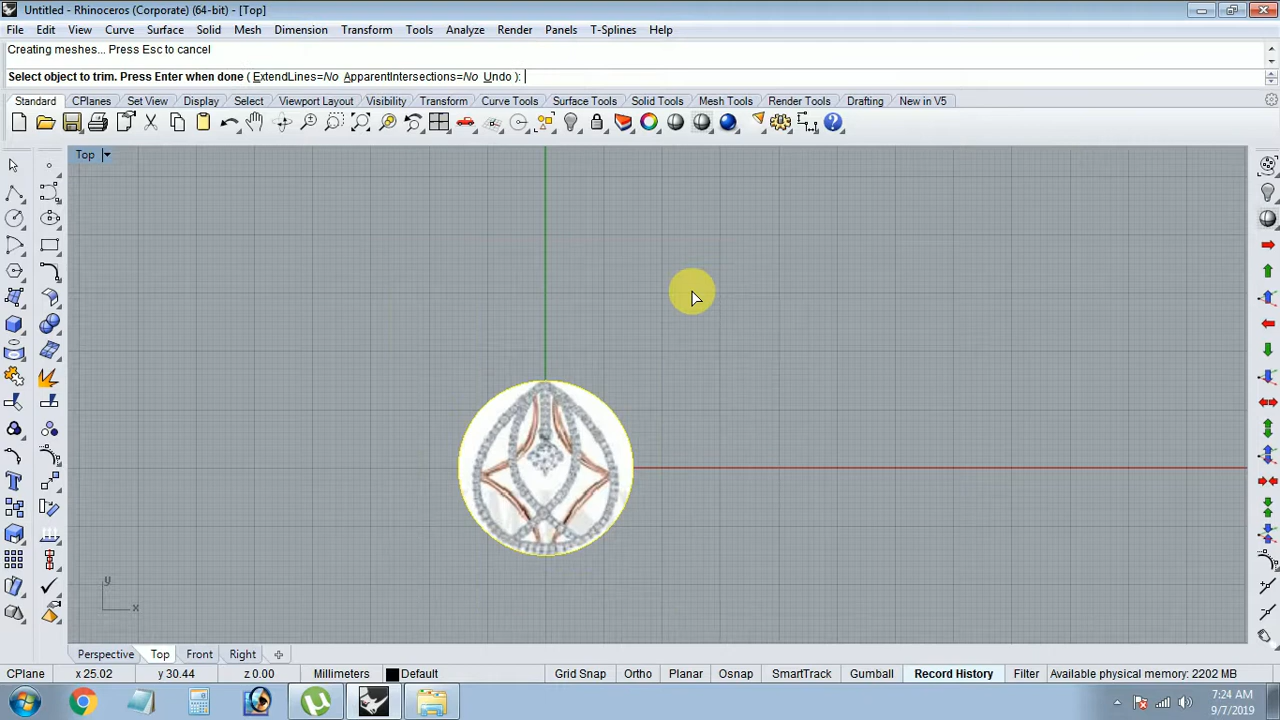 Untitled - Rhinoceros (Corporate) (64-bit) - [Top]
File Edit View Curve Surface Solid Mesh Dimension Transform Tools Analyze Render Panels T-Splines Help
Creating meshes... Press Esc to cancel
Select object to trim. Press Enter when done ( ExtendLines=No ApparentIntersections=No Undo ):
Standard CPlanes Set View Display Select Viewport Layout Visibility Transform Curve Tools Surface Tools Solid Tools Mesh Tools Render Tools Drafting New in V5
Top
y
x
Perspective Top Front Right
CPlane x 25.02 y 30.44 z 0.00 Millimeters Default Grid Snap Ortho Planar Osnap SmartTrack Gumball Record History Filter Available physical memory: 2202 MB
7:24 AM
9/7/2019